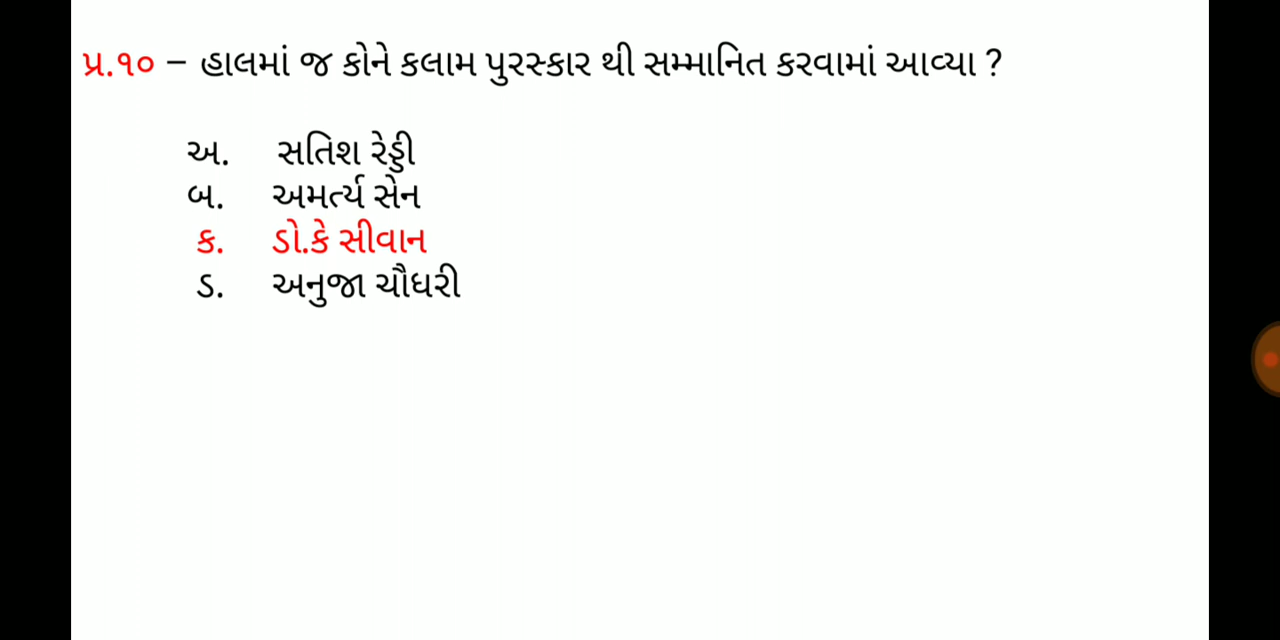 પ્ર.૧૦ – હાલમાં જ કોને કલામ પુરસ્કાર થી સમ્માનિત કરવામાં આવ્યા ?
અ. સતિશ રેડ્ડી
બ. અમર્ત્ય સેન
ક. ડો.કે સીવાન
ડ. અનુજા ચૌધરી